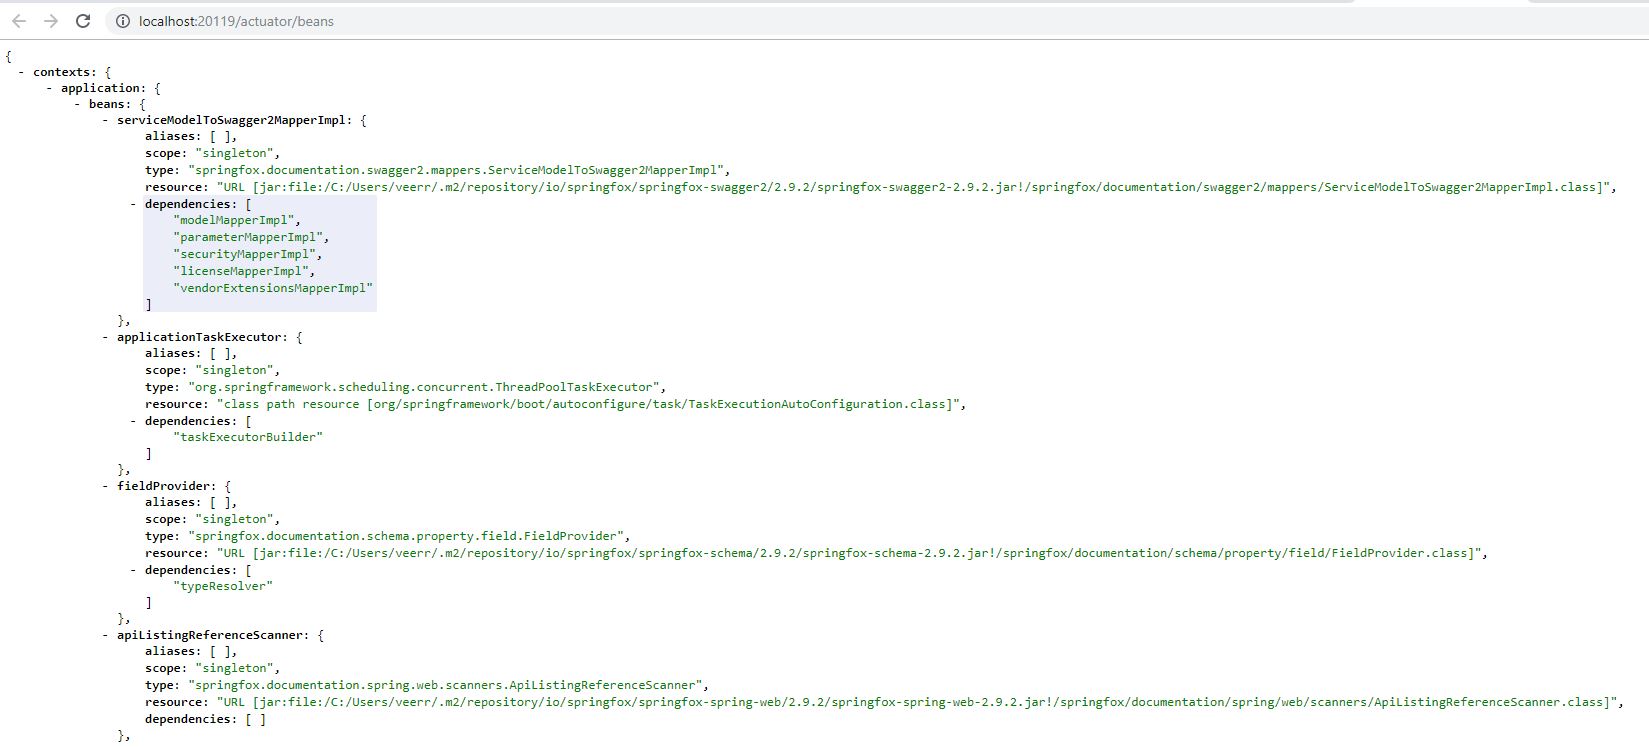 localhost:20119/actuator/beans
{
- contexts: {
- application: {
- beans: {
- serviceModelToSwagger2MapperImpl: {
aliases: [ ],
scope: "singleton",
type: "springfox.documentation.swagger2.mappers.ServiceModelToSwagger2MapperImpl",
resource: "URL [jar:file:/C:/Users/veerr/.m2/repository/io/springfox/springfox-swagger2/2.9.2/springfox-swagger2-2.9.2.jar!/springfox/documentation/swagger2/mappers/ServiceModelToSwagger2MapperImpl.class]",
- dependencies: [
"modelMapperImpl",
"parameterMapperImpl",
"securityMapperImpl",
"licenseMapperImpl",
"vendorExtensionsMapperImpl"
]
},
- applicationTaskExecutor: {
aliases: [ ],
scope: "singleton",
type: "org.springframework.scheduling.concurrent.ThreadPoolTaskExecutor",
resource: "class path resource [org/springframework/boot/autoconfigure/task/TaskExecutionAutoConfiguration.class]",
- dependencies: [
"taskExecutorBuilder"
]
},
- fieldProvider: {
aliases: [ ],
scope: "singleton",
type: "springfox.documentation.schema.property.field.FieldProvider",
resource: "URL [jar:file:/C:/Users/veerr/.m2/repository/io/springfox/springfox-schema/2.9.2/springfox-schema-2.9.2.jar!/springfox/documentation/schema/property/field/FieldProvider.class]",
- dependencies: [
"typeResolver"
]
},
- apiListingReferenceScanner: {
aliases: [ ],
scope: "singleton",
type: "springfox.documentation.spring.web.scanners.ApiListingReferenceScanner",
resource: "URL [jar:file:/C:/Users/veerr/.m2/repository/io/springfox/springfox-spring-web/2.9.2/springfox-spring-web-2.9.2.jar!/springfox/documentation/spring/web/scanners/ApiListingReferenceScanner.class]",
dependencies: [ ]
},